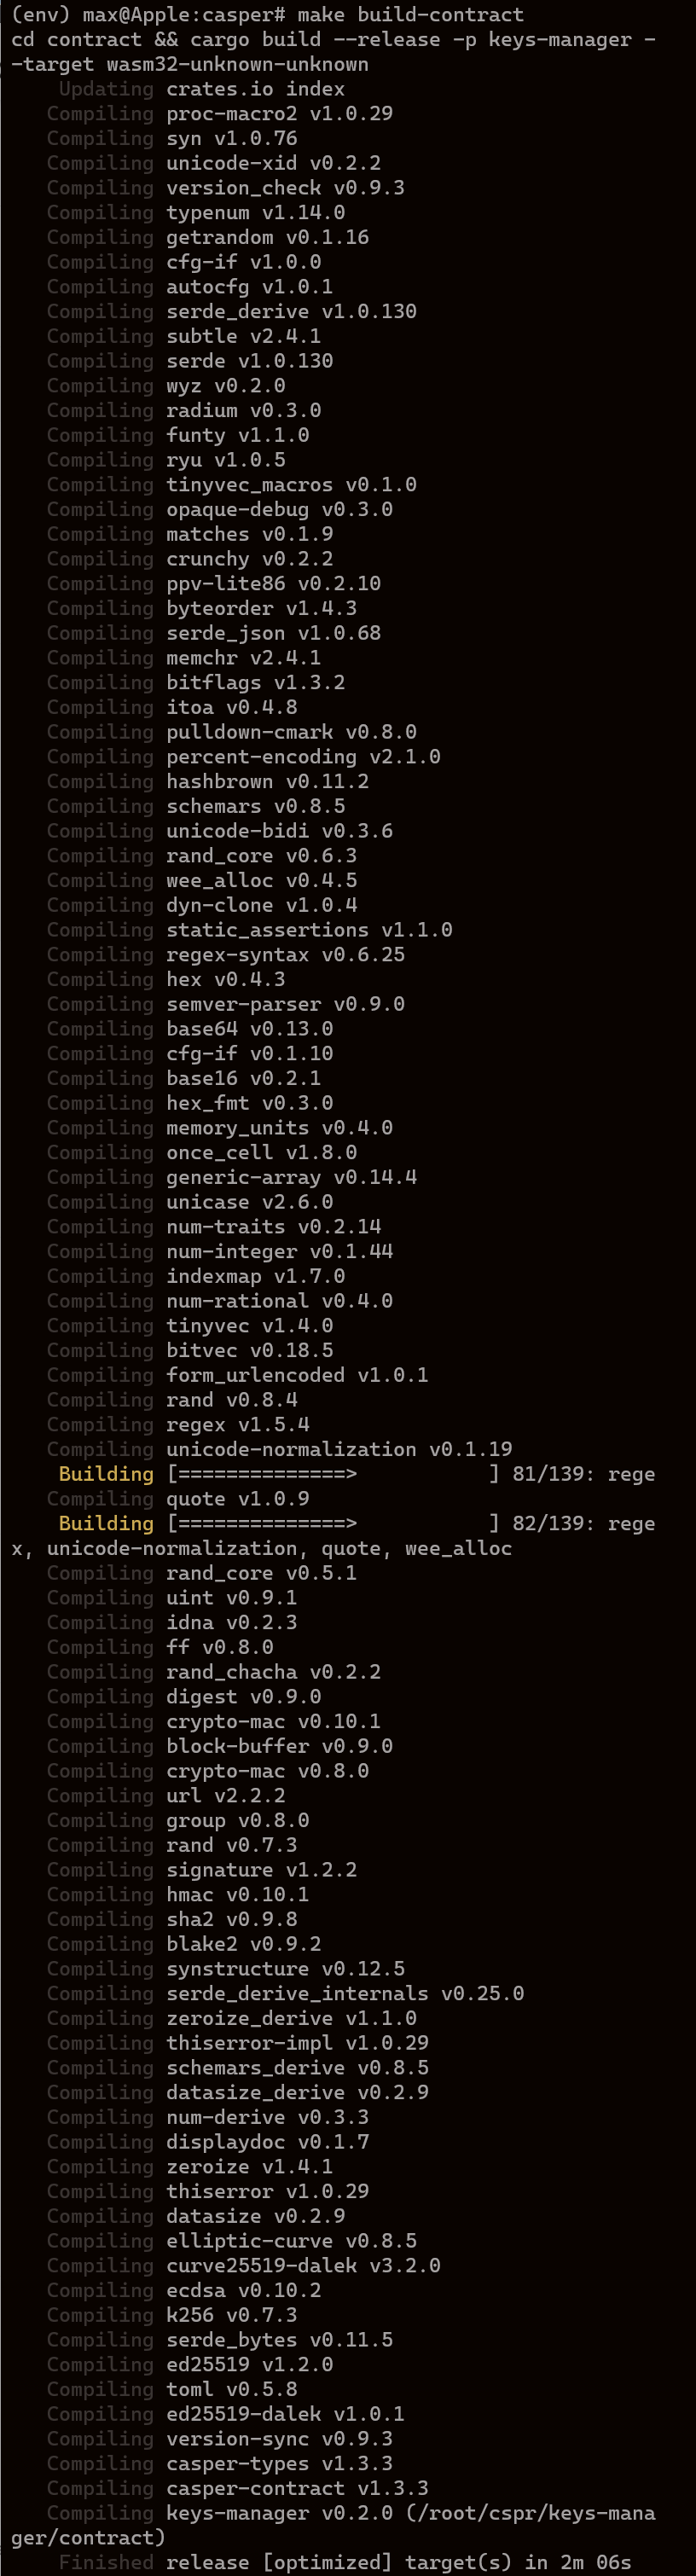 (env) max@Apple:casper# make build-contract
cd contract && cargo build --release -p keys-manager -
-target wasm32-unknown-unknown
Updating crates.io index
Compiling proc-macro2 v1.0.29
Compiling syn v1.0.76
Compiling unicode-xid v0.2.2
Compiling version_check v0.9.3
Compiling typenum v1.14.0
Compiling getrandom v0.1.16
Compiling cfg-if v1.0.0
Compiling autocfg v1.0.1
Compiling serde_derive v1.0.130
Compiling subtle v2.4.1
Compiling serde v1.0.130
Compiling wyz v0.2.0
Compiling radium v0.3.0
Compiling funty v1.1.0
Compiling ryu v1.0.5
Compiling tinyvec_macros v0.1.0
Compiling opaque-debug v0.3.0
Compiling matches v0.1.9
Compiling crunchy v0.2.2
Compiling ppv-lite86 v0.2.10
Compiling byteorder v1.4.3
Compiling serde_json v1.0.68
Compiling memchr v2.4.1
Compiling bitflags v1.3.2
Compiling itoa v0.4.8
Compiling pulldown-cmark v0.8.0
Compiling percent-encoding v2.1.0
Compiling hashbrown v0.11.2
Compiling schemars v0.8.5
Compiling unicode-bidi v0.3.6
Compiling rand_core v0.6.3
Compiling wee_alloc v0.4.5
Compiling dyn-clone v1.0.4
Compiling static_assertions v1.1.0
Compiling regex-syntax v0.6.25
Compiling hex v0.4.3
Compiling semver-parser v0.9.0
Compiling base64 v0.13.0
Compiling cfg-if v0.1.10
Compiling base16 v0.2.1
Compiling hex_fmt v0.3.0
Compiling memory_units v0.4.0
Compiling once_cell v1.8.0
Compiling generic-array v0.14.4
Compiling unicase v2.6.0
Compiling num-traits v0.2.14
Compiling num-integer v0.1.44
Compiling indexmap v1.7.0
Compiling num-rational v0.4.0
Compiling tinyvec v1.4.0
Compiling bitvec v0.18.5
Compiling form_urlencoded v1.0.1
Compiling rand v0.8.4
Compiling regex v1.5.4
Compiling unicode-normalization v0.1.19
Building [==============>           ] 81/139: rege
Compiling quote v1.0.9
Building [==============>           ] 82/139: rege
x, unicode-normalization, quote, wee_alloc
Compiling rand_core v0.5.1
Compiling uint v0.9.1
Compiling idna v0.2.3
Compiling ff v0.8.0
Compiling rand_chacha v0.2.2
Compiling digest v0.9.0
Compiling crypto-mac v0.10.1
Compiling block-buffer v0.9.0
Compiling crypto-mac v0.8.0
Compiling url v2.2.2
Compiling group v0.8.0
Compiling rand v0.7.3
Compiling signature v1.2.2
Compiling hmac v0.10.1
Compiling sha2 v0.9.8
Compiling blake2 v0.9.2
Compiling synstructure v0.12.5
Compiling serde_derive_internals v0.25.0
Compiling zeroize_derive v1.1.0
Compiling thiserror-impl v1.0.29
Compiling schemars_derive v0.8.5
Compiling datasize_derive v0.2.9
Compiling num-derive v0.3.3
Compiling displaydoc v0.1.7
Compiling zeroize v1.4.1
Compiling thiserror v1.0.29
Compiling datasize v0.2.9
Compiling elliptic-curve v0.8.5
Compiling curve25519-dalek v3.2.0
Compiling ecdsa v0.10.2
Compiling k256 v0.7.3
Compiling serde_bytes v0.11.5
Compiling ed25519 v1.2.0
Compiling toml v0.5.8
Compiling ed25519-dalek v1.0.1
Compiling version-sync v0.9.3
Compiling casper-types v1.3.3
Compiling casper-contract v1.3.3
Compiling keys-manager v0.2.0 (/root/cspr/keys-mana
ger/contract)
Finished release [optimized] target(s) in 2m 06s